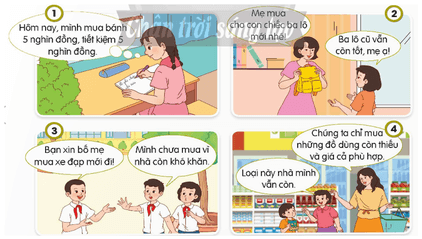 1
Hôm nay, mình mua bánh
5 nghìn đồng, tiết kiệm 5
nghìn đồng.
Chân trời sáng
2
Mẹ mua
cho con chiếc ba lô
mới nhé!
Ba lô cũ vẫn
còn tốt, mẹ ạ!
3
Bạn xin bố mẹ
mua xe đạp mới đi!
Mình chưa mua vì
nhà còn khó khăn.
4
Chúng ta chỉ mua
những đồ dùng còn thiếu
và giá cả phù hợp.
Loại này nhà mình
vẫn còn.